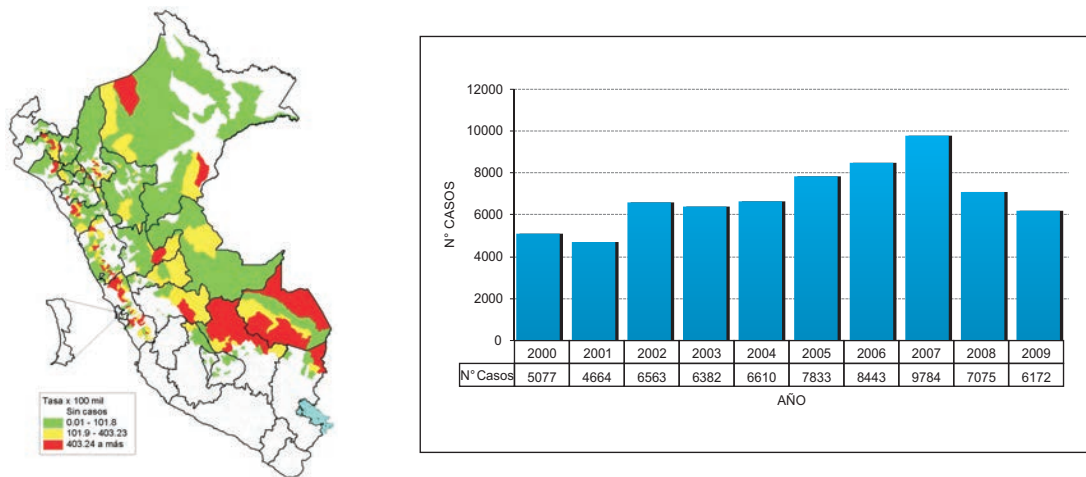 Tasa x 100 mil
Sin casos
0.01 - 101.8
101.9 - 403.23
403.24 a más
12000
10000
8000
6000
4000
2000
0
N° CASOS
2000 2001 2002 2003 2004 2005 2006 2007 2008 2009
N° Casos 5077 4664 6563 6382 6610 7833 8443 9784 7075 6172
AÑO